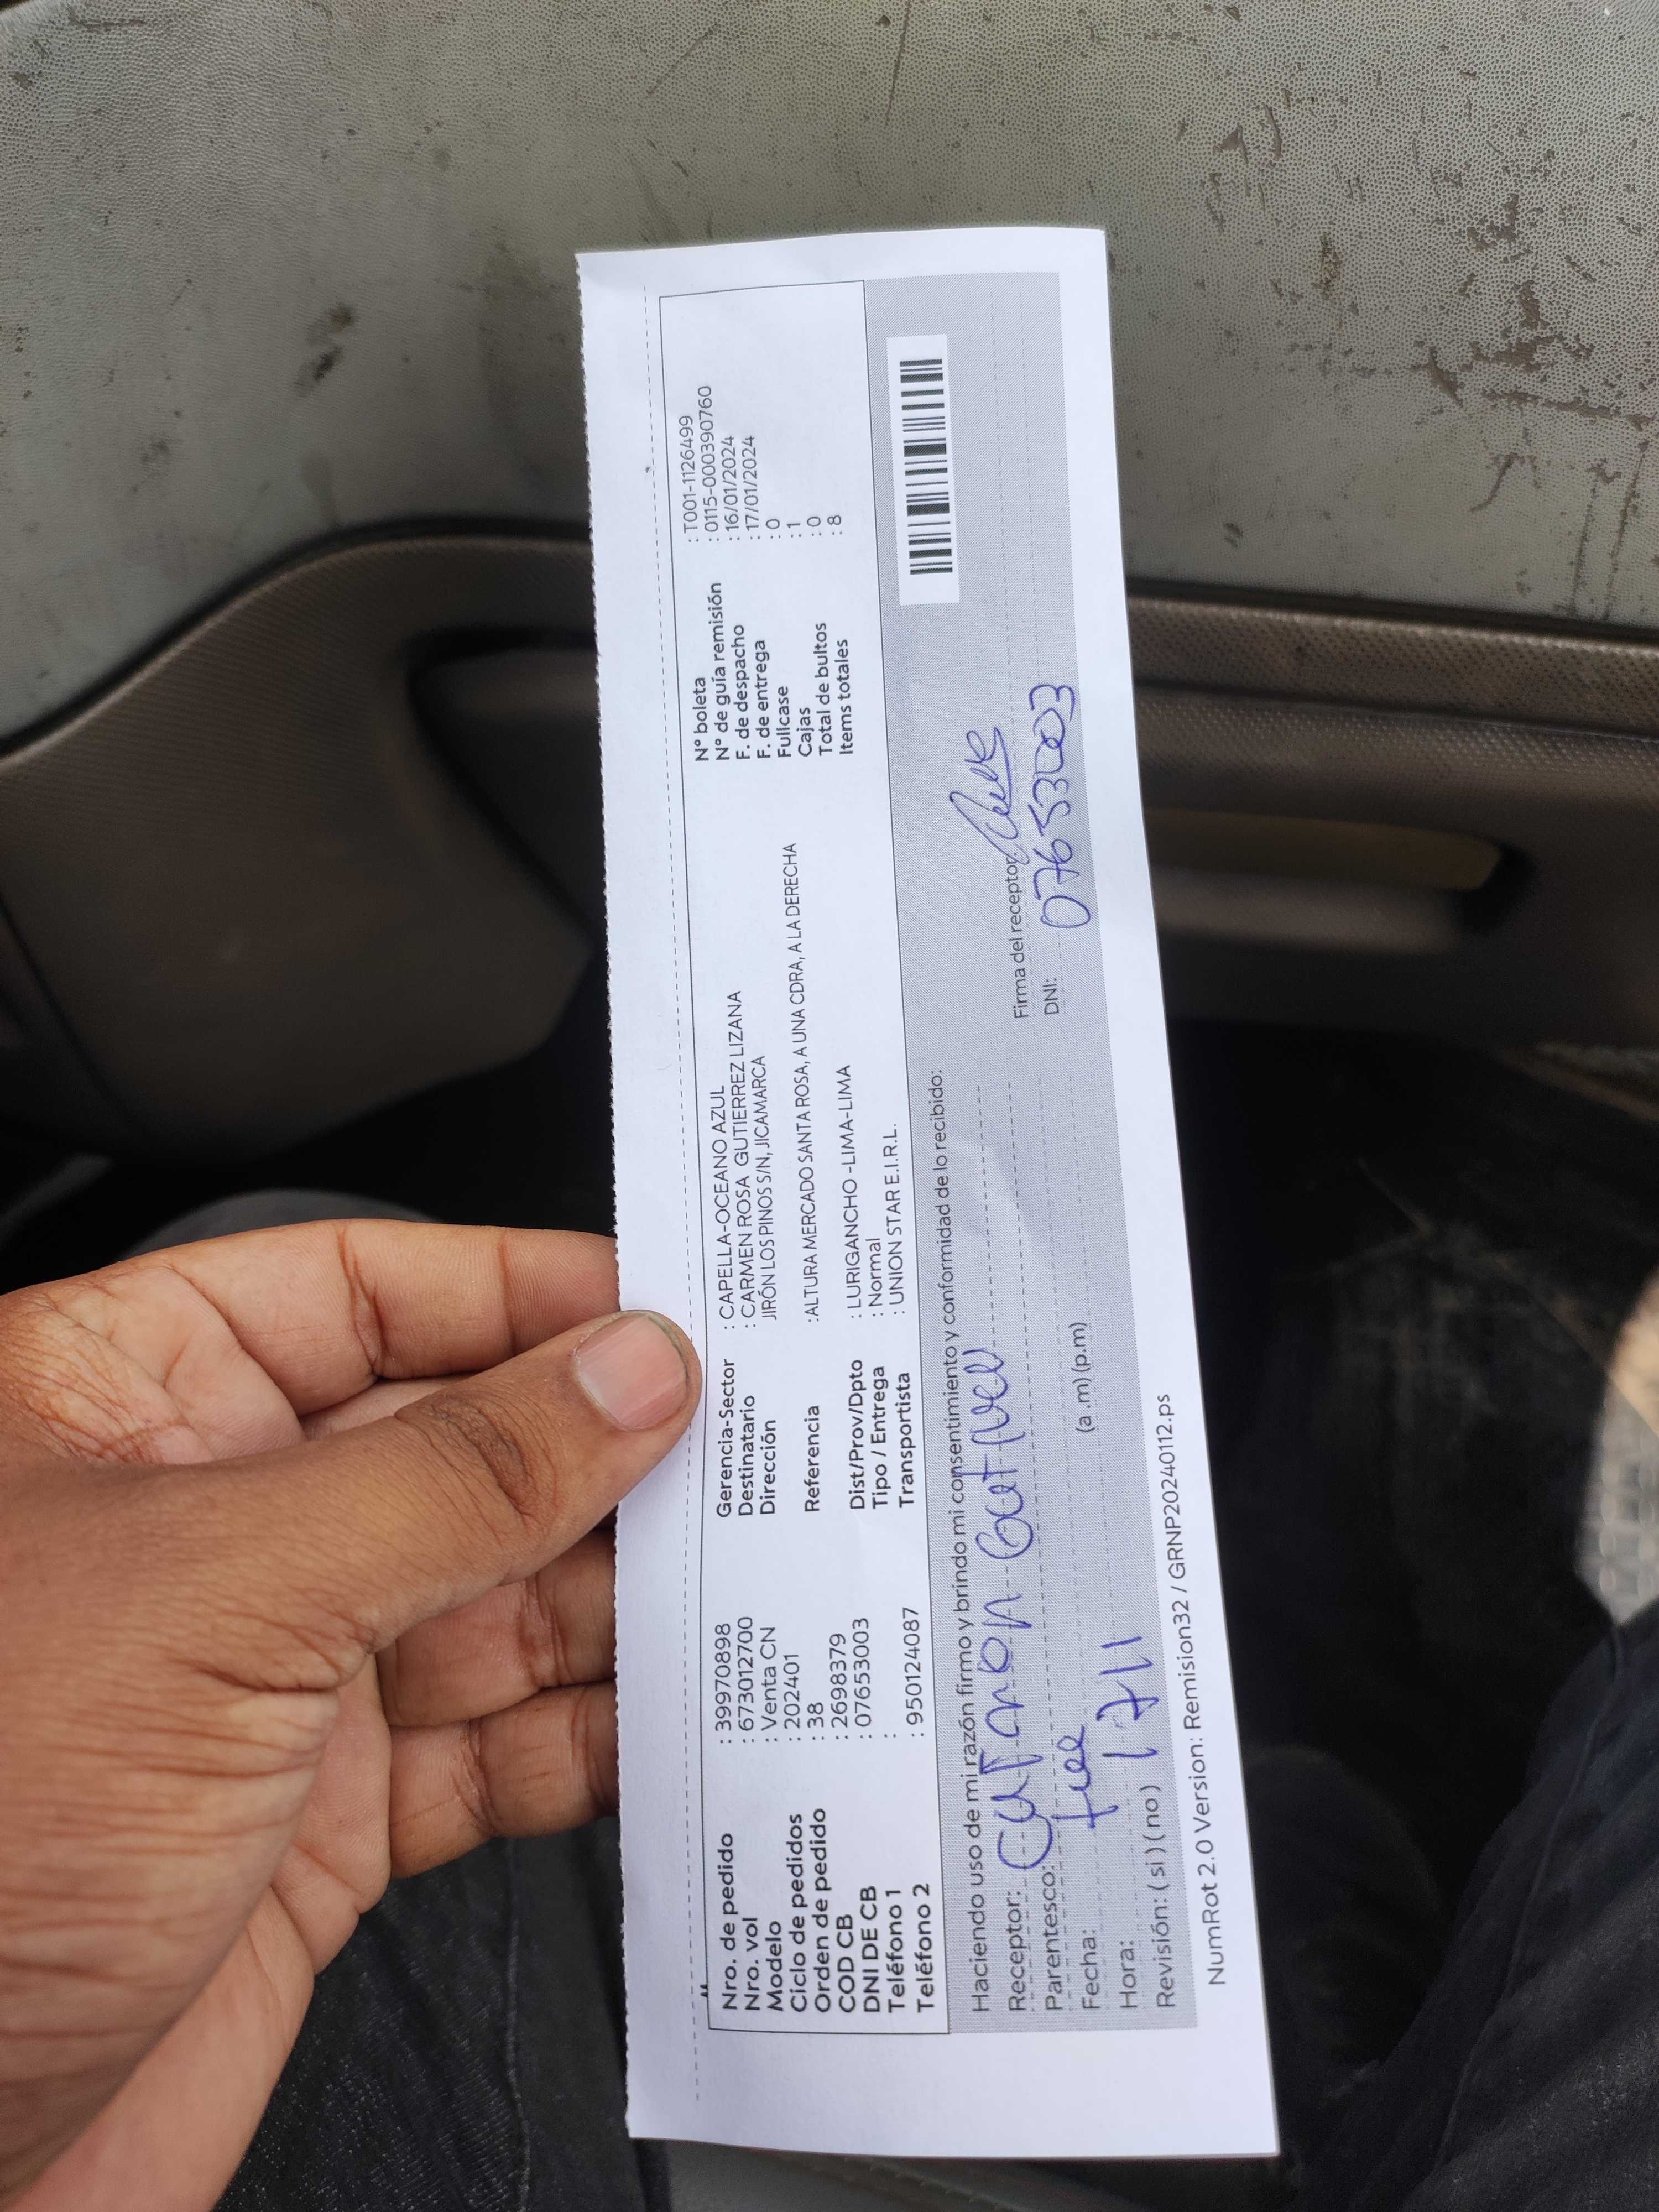 Nro. de pedido : 39970898
Nro. vol : 673012700
Modelo : Venta CN
Ciclo de pedidos : 202401
Orden de pedido : 38
COD CB : 2698379
DNI DE CB : 07653003
Teléfono 1 :
Teléfono 2 : 950124087
Gerencia-Sector : CAPELLA-OCEANO AZUL
Destinatario : CARMEN ROSA GUTIERREZ LIZANA
Dirección JIRÓN LOS PINOS S/N, JICAMARCA
Referencia :ALTURA MERCADO SANTA ROSA, A UNA CDRA, A LA DERECHA
Dist/Prov/Dpto : LURIGANCHO -LIMA-LIMA
Tipo / Entrega : Normal
Transportista : UNION STAR E.I.R.L.
N° boleta : T001-1126499
N° de guía remisión : 0115-000390760
F. de despacho : 16/01/2024
F. de entrega : 17/01/2024
Fullcase : 0
Cajas 1
Total de bultos : 0
Items totales : 8
Haciendo uso de mi razón firmo y brindo mi consentimiento y conformidad de lo recibido:
Receptor:
Parentesco:
Fecha:
Hora: 17/1 (a .m) (p.m)
Revisión: ( si ) ( no )
Firma del receptor:
DNI: 07653003
NumRot 2.0 Version: Remision32 / GRNP20240112.ps